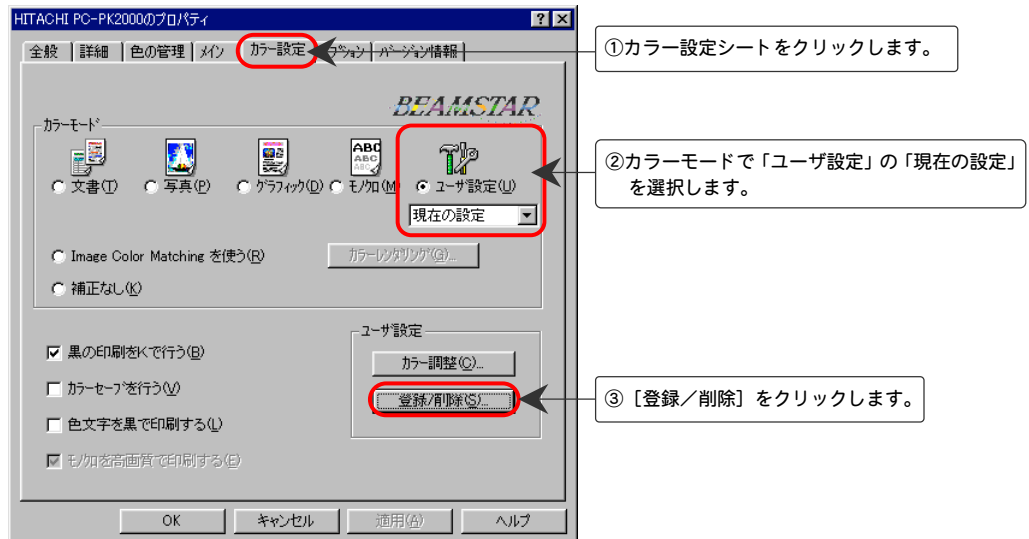 HITACHI PC-PK2000のプロパティ
全般 詳細 色の管理 メイン カラー設定 プション バージョン情報
①カラー設定シートをクリックします。
BEAMSTAR
カラーモード
ABC
ABC
ABC
文書(T) 写真(P) グラフィック(D) モノクロ(M) ユーザ設定(U)
現在の設定
②カラーモードで「ユーザ設定」の「現在の設定」
を選択します。
Image Color Matching を使う(R) カラーレンダリング(G)...
補正なし(K)
ユーザ設定
黒の印刷をKで行う(B)
カラー調整(C)...
カラーセーブを行う(V)
登録/削除(S)...
③［登録／削除］をクリックします。
色文字を黒で印刷する(L)
モノクロを高画質で印刷する(E)
OK キャンセル 適用(A) ヘルプ